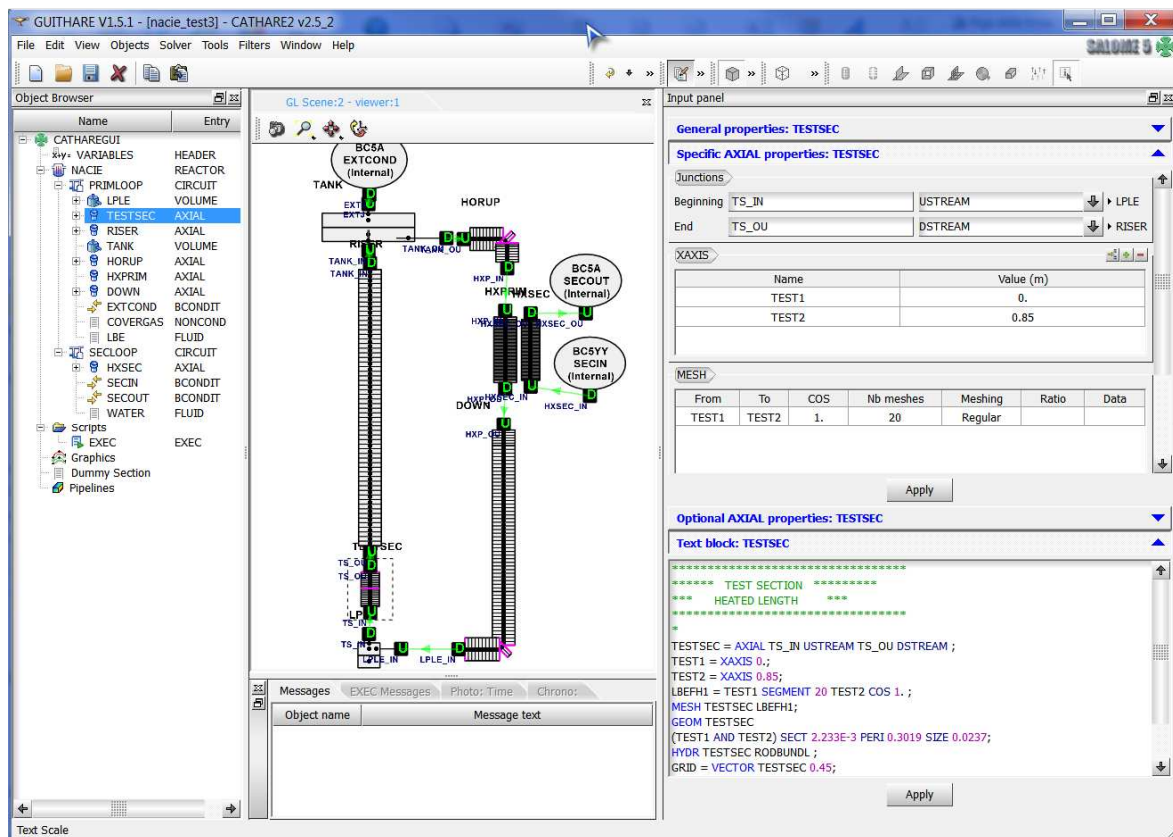 GUITHARE V1.5.1 - [nacie_test3] - CATHARE2 v2.5_2
File Edit View Objects Solver Tools Filters Window Help
SALOME 5
Object Browser
Name Entry
CATHAREGUI
x+y= VARIABLES HEADER
NACIE REACTOR
PRIMLOOP CIRCUIT
LPLE VOLUME
TESTSEC AXIAL
RISER AXIAL
TANK VOLUME
HORUP AXIAL
HXPRIM AXIAL
DOWN AXIAL
EXTCOND BCONDIT
COVERGAS NONCOND
LBE FLUID
SECLOOP CIRCUIT
HXSEC AXIAL
SECIN BCONDIT
SECOUT BCONDIT
WATER FLUID
Scripts
EXEC EXEC
Graphics
Dummy Section
Pipelines
GL Scene:2 - viewer:1
BC5A
EXTCOND
(Internal)
TANK
D
U
HORUP
TANK_OU
D U
U
D
TANK_IN
TANK_IN
D
HXP_IN
BC5A
SECOUT
(Internal)
HXSEC
U
U
HXSEC_OU
U
BC5YY
SECIN
(Internal)
D
U
D
HXSEC_IN
HXSEC_IN
DOWN
U
HXP_OU
U
TS_OU
D
TS_OU
U
TS_IN
D
TS_IN
U
D
LPLE_IN
LPLE_IN
Messages EXEC Messages Photo: Time Chrono:
Object name Message text
Input panel
General properties: TESTSEC
Specific AXIAL properties: TESTSEC
Junctions
Beginning TS_IN USTREAM LPLE
End TS_OU DSTREAM RISER
XAXIS
Name Value (m)
TEST1 0.
TEST2 0.85
MESH
From To COS Nb meshes Meshing Ratio Data
TEST1 TEST2 1. 20 Regular
Apply
Optional AXIAL properties: TESTSEC
Text block: TESTSEC
*********************************
****** TEST SECTION *********
*** HEATED LENGTH ***
*********************************
*
TESTSEC = AXIAL TS_IN USTREAM TS_OU DSTREAM ;
TEST1 = XAXIS 0.;
TEST2 = XAXIS 0.85;
LBEFH1 = TEST1 SEGMENT 20 TEST2 COS 1. ;
MESH TESTSEC LBEFH1;
GEOM TESTSEC
(TEST1 AND TEST2) SECT 2.233E-3 PERI 0.3019 SIZE 0.0237;
HYDR TESTSEC RODBUNDL ;
GRID = VECTOR TESTSEC 0.45;
Apply
Text Scale